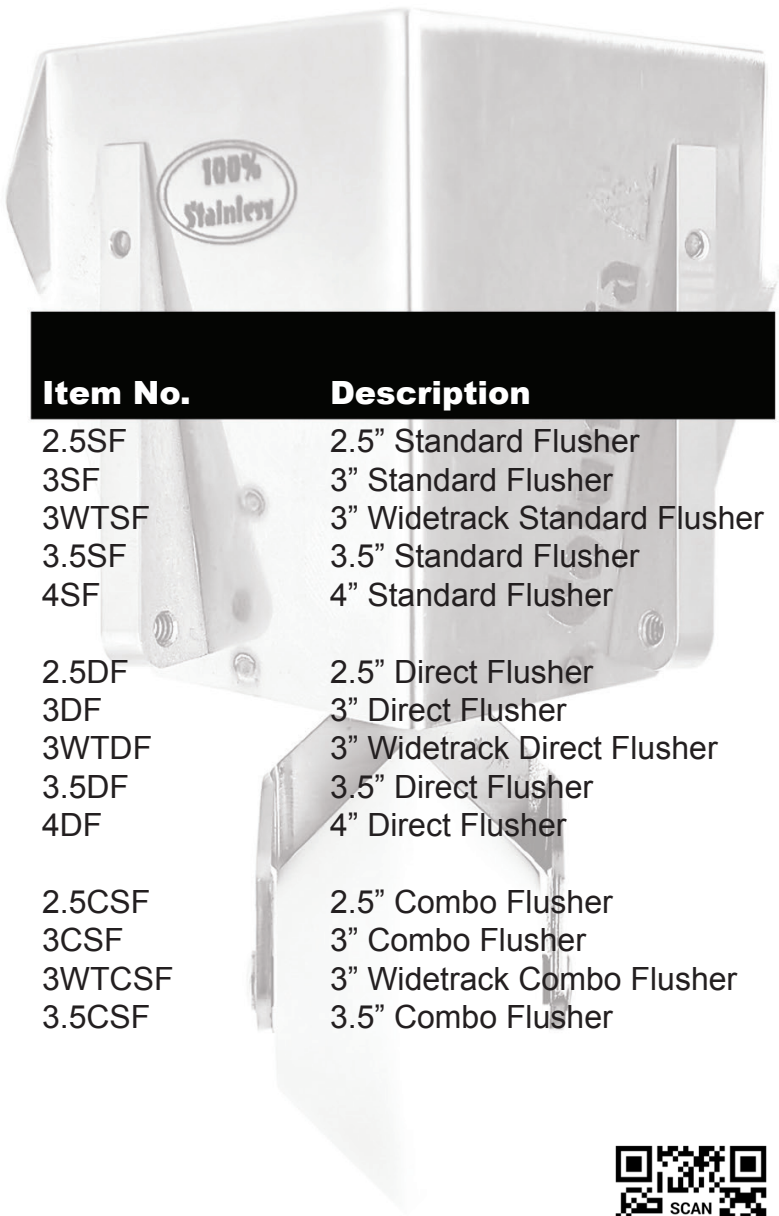 100%
Stainless
Item No. Description
2.5SF 2.5” Standard Flusher
3SF 3” Standard Flusher
3WTSF 3” Widetrack Standard Flusher
3.5SF 3.5” Standard Flusher
4SF 4” Standard Flusher
2.5DF 2.5” Direct Flusher
3DF 3” Direct Flusher
3WTDF 3” Widetrack Direct Flusher
3.5DF 3.5” Direct Flusher
4DF 4” Direct Flusher
2.5CSF 2.5” Combo Flusher
3CSF 3” Combo Flusher
3WTCSF 3” Widetrack Combo Flusher
3.5CSF 3.5” Combo Flusher
SCAN